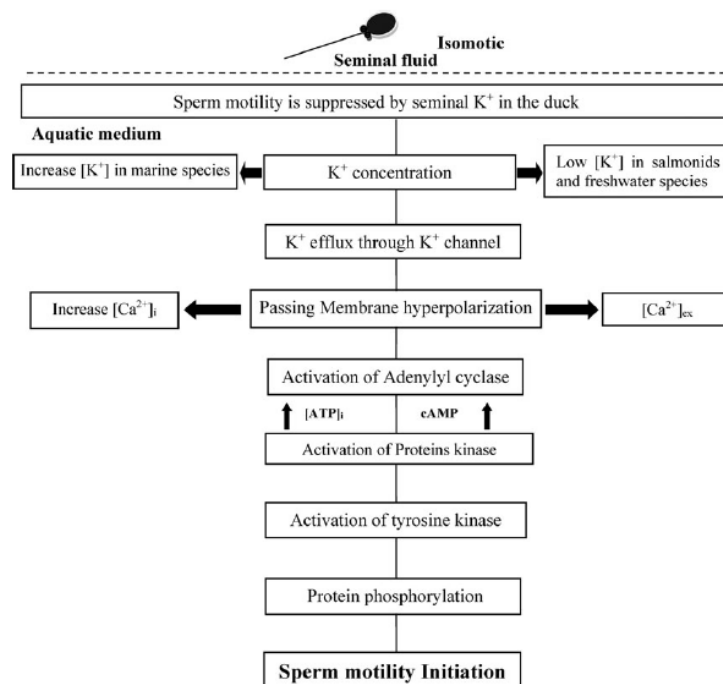 Isomotic
Seminal fluid
Sperm motility is suppressed by seminal K⁺ in the duck
Aquatic medium
Increase [K⁺] in marine species
K⁺ concentration
Low [K⁺] in salmonids
and freshwater species
K⁺ efflux through K⁺ channel
Increase [Ca²⁺]ᵢ
Passing Membrane hyperpolarization
[Ca²⁺]ₑₓ
Activation of Adenylyl cyclase
[ATP]ᵢ
cAMP
Activation of Proteins kinase
Activation of tyrosine kinase
Protein phosphorylation
Sperm motility Initiation